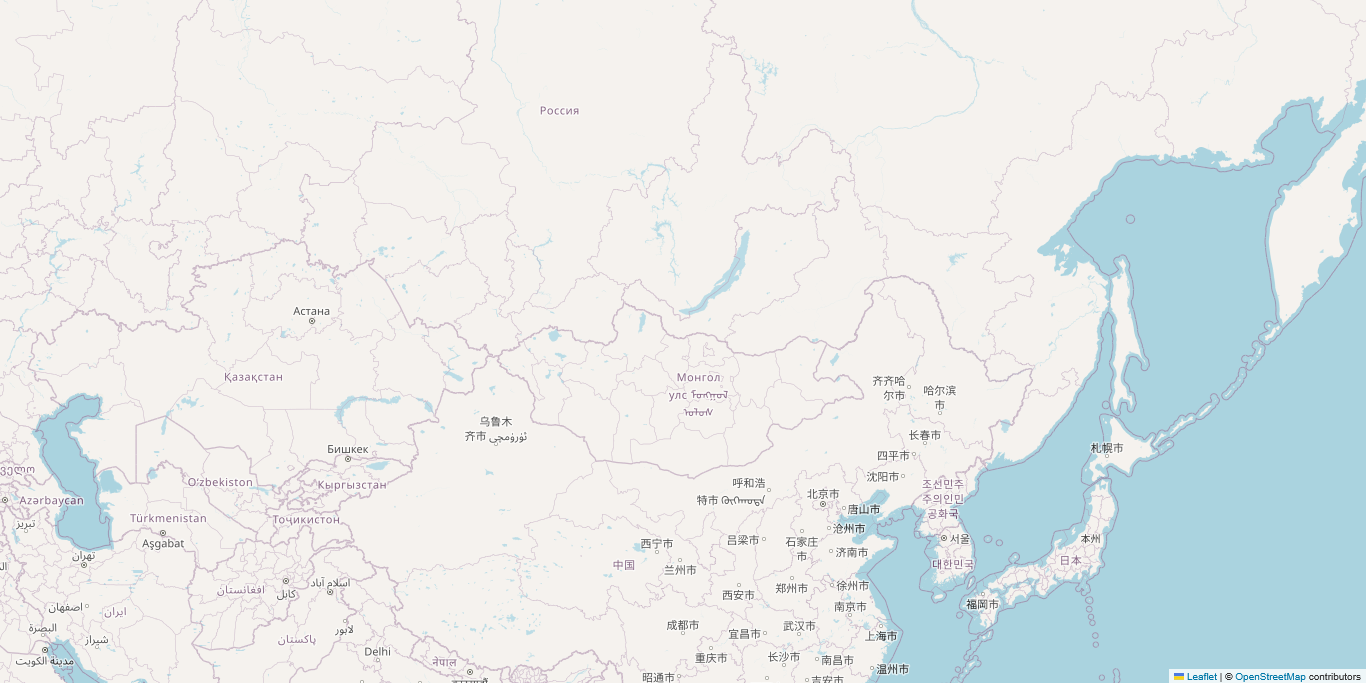 Россия
Астана
Қазақстан
Монгол
улс ᠮᠣᠩᠭᠣᠯ
ᠤᠯᠤᠰ
齐齐哈
尔市
哈尔滨
市
乌鲁木
齐市 ئۈرۈمچى
长春市
Бишкек
札幌市
四平市
O'zbekiston
Кыргызстан
沈阳市
조선민주
주의인민
공화국
呼和浩
特市
北京市
Azərbaycan
唐山市
Türkmenistan
Тоҷикистон
تبریز
沧州市
서울
本州
Aşgabat
吕梁市
石家庄
市
西宁市
济南市
تهران
日本
中国
兰州市
대한민국
افغانستان
کابل
اسلام آباد
郑州市
徐州市
西安市
福岡市
اصفهان
ایران
南京市
البصرة
شیراز
لاہور
پاکستان
成都市
宜昌市
武汉市
上海市
مدينة الكويت
Delhi
नेपाल
重庆市
长沙市
南昌市
温州市
昭通市
吉安市
Leaflet | © OpenStreetMap contributors